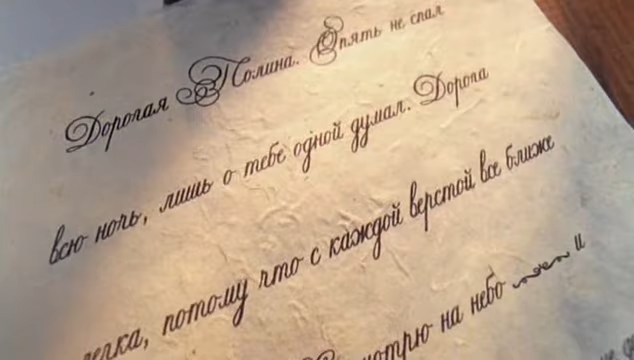 Дорогая Полина. Опять не спал
всю ночь, лишь о тебе одной думал. Дорога
легка, потому что с каждой верстой все ближе
Посмотрю на небо